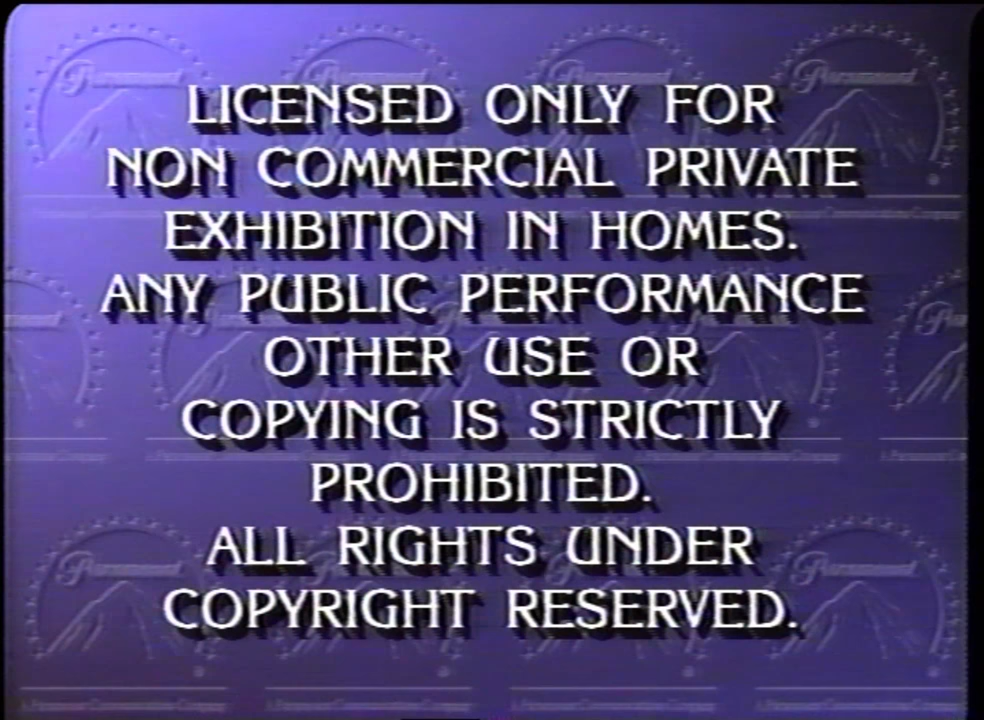 LICENSED ONLY FOR
NON COMMERCIAL PRIVATE
EXHIBITION IN HOMES.
ANY PUBLIC PERFORMANCE
OTHER USE OR
COPYING IS STRICTLY
PROHIBITED.
ALL RIGHTS UNDER
COPYRIGHT RESERVED.